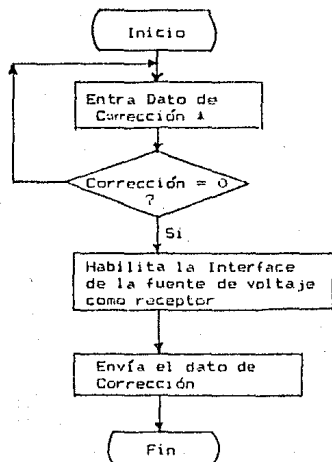 Inicio
Entra Dato de
Corrección *
Corrección = 0
?
Sí
Habilita la Interface
de la fuente de voltaje
como receptor
Envía el dato de
Corrección
Fin